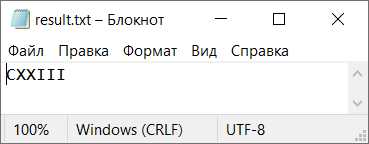 result.txt – Блокнот
Файл Правка Формат Вид Справка
CXXIII
100% Windows (CRLF) UTF-8